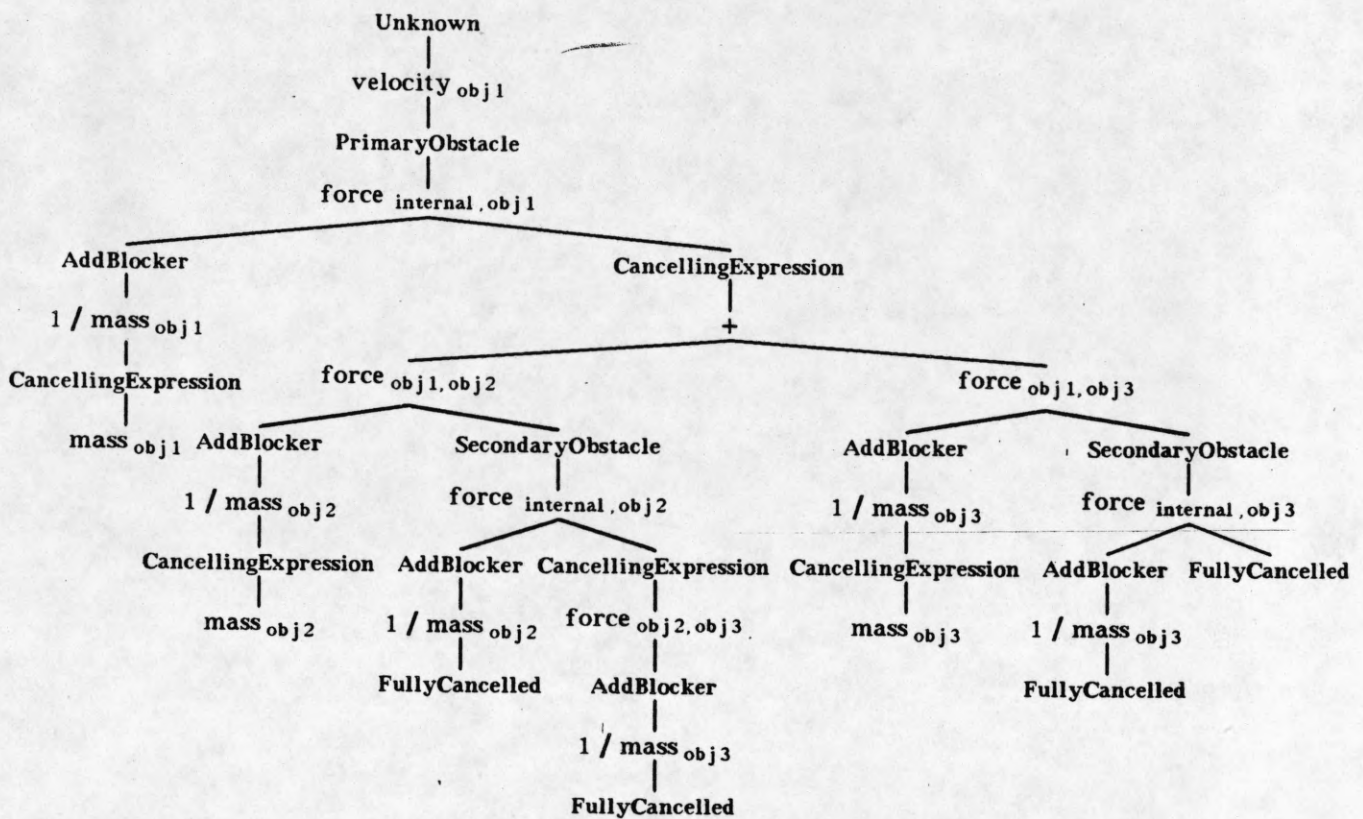 Unknown
velocity obj1
PrimaryObstacle
force internal, obj1
AddBlocker CancellingExpression
1 / mass obj1 +
CancellingExpression force obj1, obj2 force obj1, obj3
mass obj1 AddBlocker SecondaryObstacle AddBlocker SecondaryObstacle
1 / mass obj2 force internal, obj2 1 / mass obj3 force internal, obj3
CancellingExpression AddBlocker CancellingExpression CancellingExpression AddBlocker FullyCancelled
mass obj2 1 / mass obj2 force obj2, obj3 mass obj3 1 / mass obj3
FullyCancelled AddBlocker FullyCancelled
1 / mass obj3
FullyCancelled